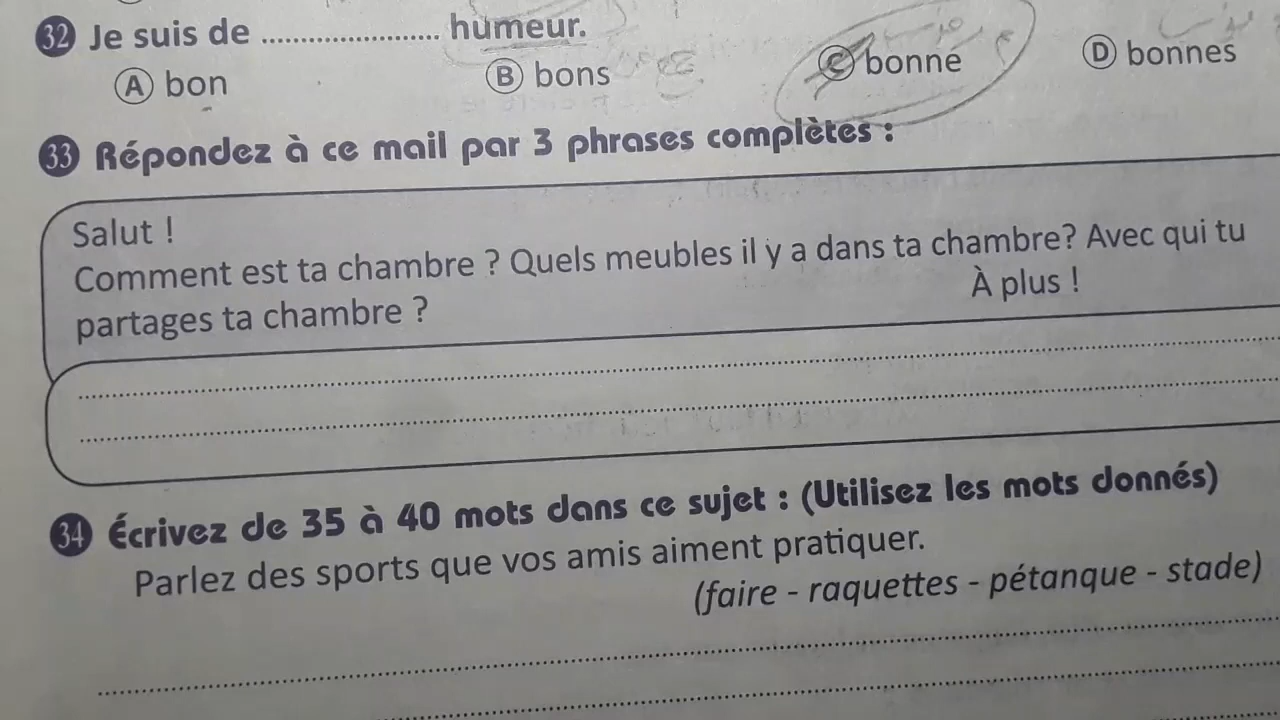 32 Je suis de ........................ humeur.
A bon B bons C bonne D bonnes
33 Répondez à ce mail par 3 phrases complètes :
Salut !
Comment est ta chambre ? Quels meubles il y a dans ta chambre? Avec qui tu
partages ta chambre ? À plus !
34 Écrivez de 35 à 40 mots dans ce sujet : (Utilisez les mots donnés)
Parlez des sports que vos amis aiment pratiquer.
(faire - raquettes - pétanque - stade)